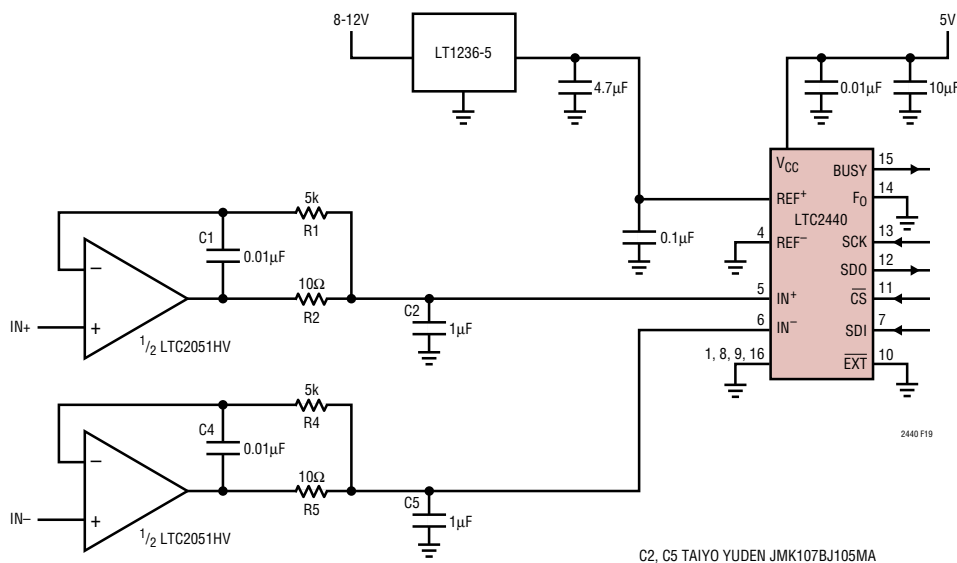 8-12V
LT1236-5
5V
4.7µF
0.01µF
10µF
VCC
BUSY
15
REF+
FO
14
LTC2440
0.1µF
4
REF−
SCK
13
SDO
12
5
IN+
CS
11
6
IN−
SDI
7
1, 8, 9, 16
EXT
10
5k
R1
C1
0.01µF
10Ω
R2
C2
1µF
−
+
IN+
1/2 LTC2051HV
5k
R4
C4
0.01µF
10Ω
R5
C5
1µF
−
+
IN−
1/2 LTC2051HV
2440 F19
C2, C5 TAIYO YUDEN JMK107BJ105MA